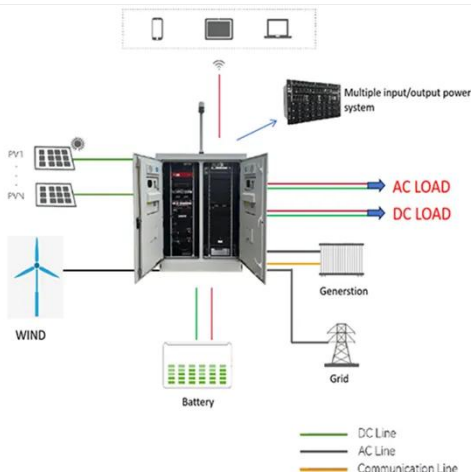 Multiple input/output power
system
PV1
PVN
AC LOAD
DC LOAD
WIND
Generstion
Grid
Battery
DC Line
AC Line
Communication Line